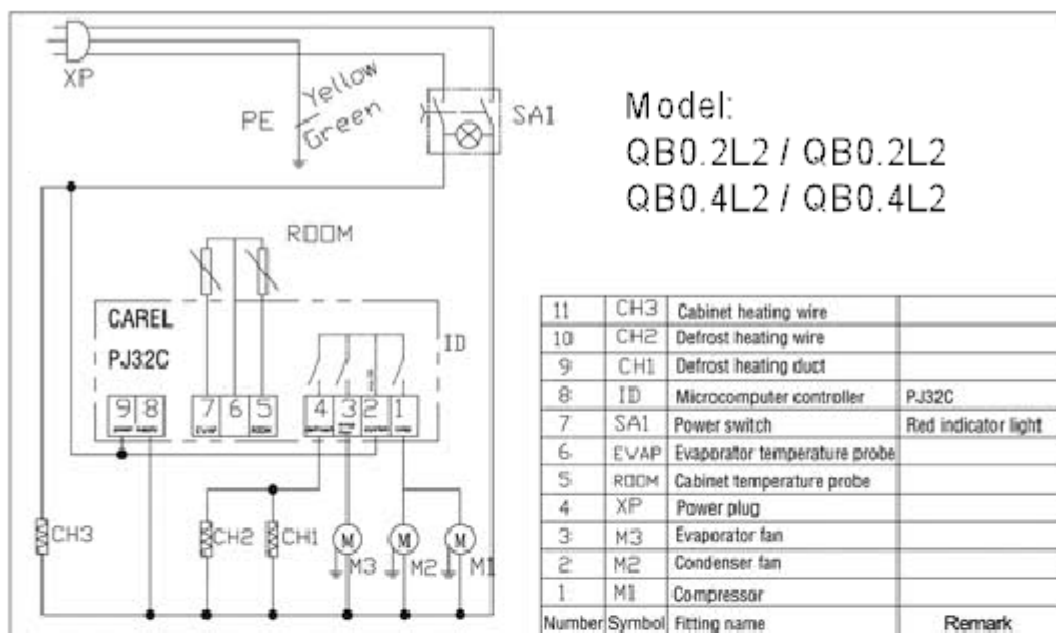 XP
PE
Yellow
Green
SA1
Model:
QB0.2L2 / QB0.2L2
QB0.4L2 / QB0.4L2
ROOM
CAREL
PJ32C
ID
9 8 7 6 5 4 3 2 1
EVAP ROOM
CH3
CH2
CH1
M M M
M3
M2
M1
11 CH3 Cabinet heating wire
10 CH2 Defrost heating wire
9 CH1 Defrost heating duct
8 ID Microcomputer controller PJ32C
7 SA1 Power switch Red indicator light
6 EVAP Evaporator temperature probe
5 ROOM Cabinet temperature probe
4 XP Power plug
3 M3 Evaporator fan
2 M2 Condenser fan
1 M1 Compressor
Number Symbol Fitting name Remark